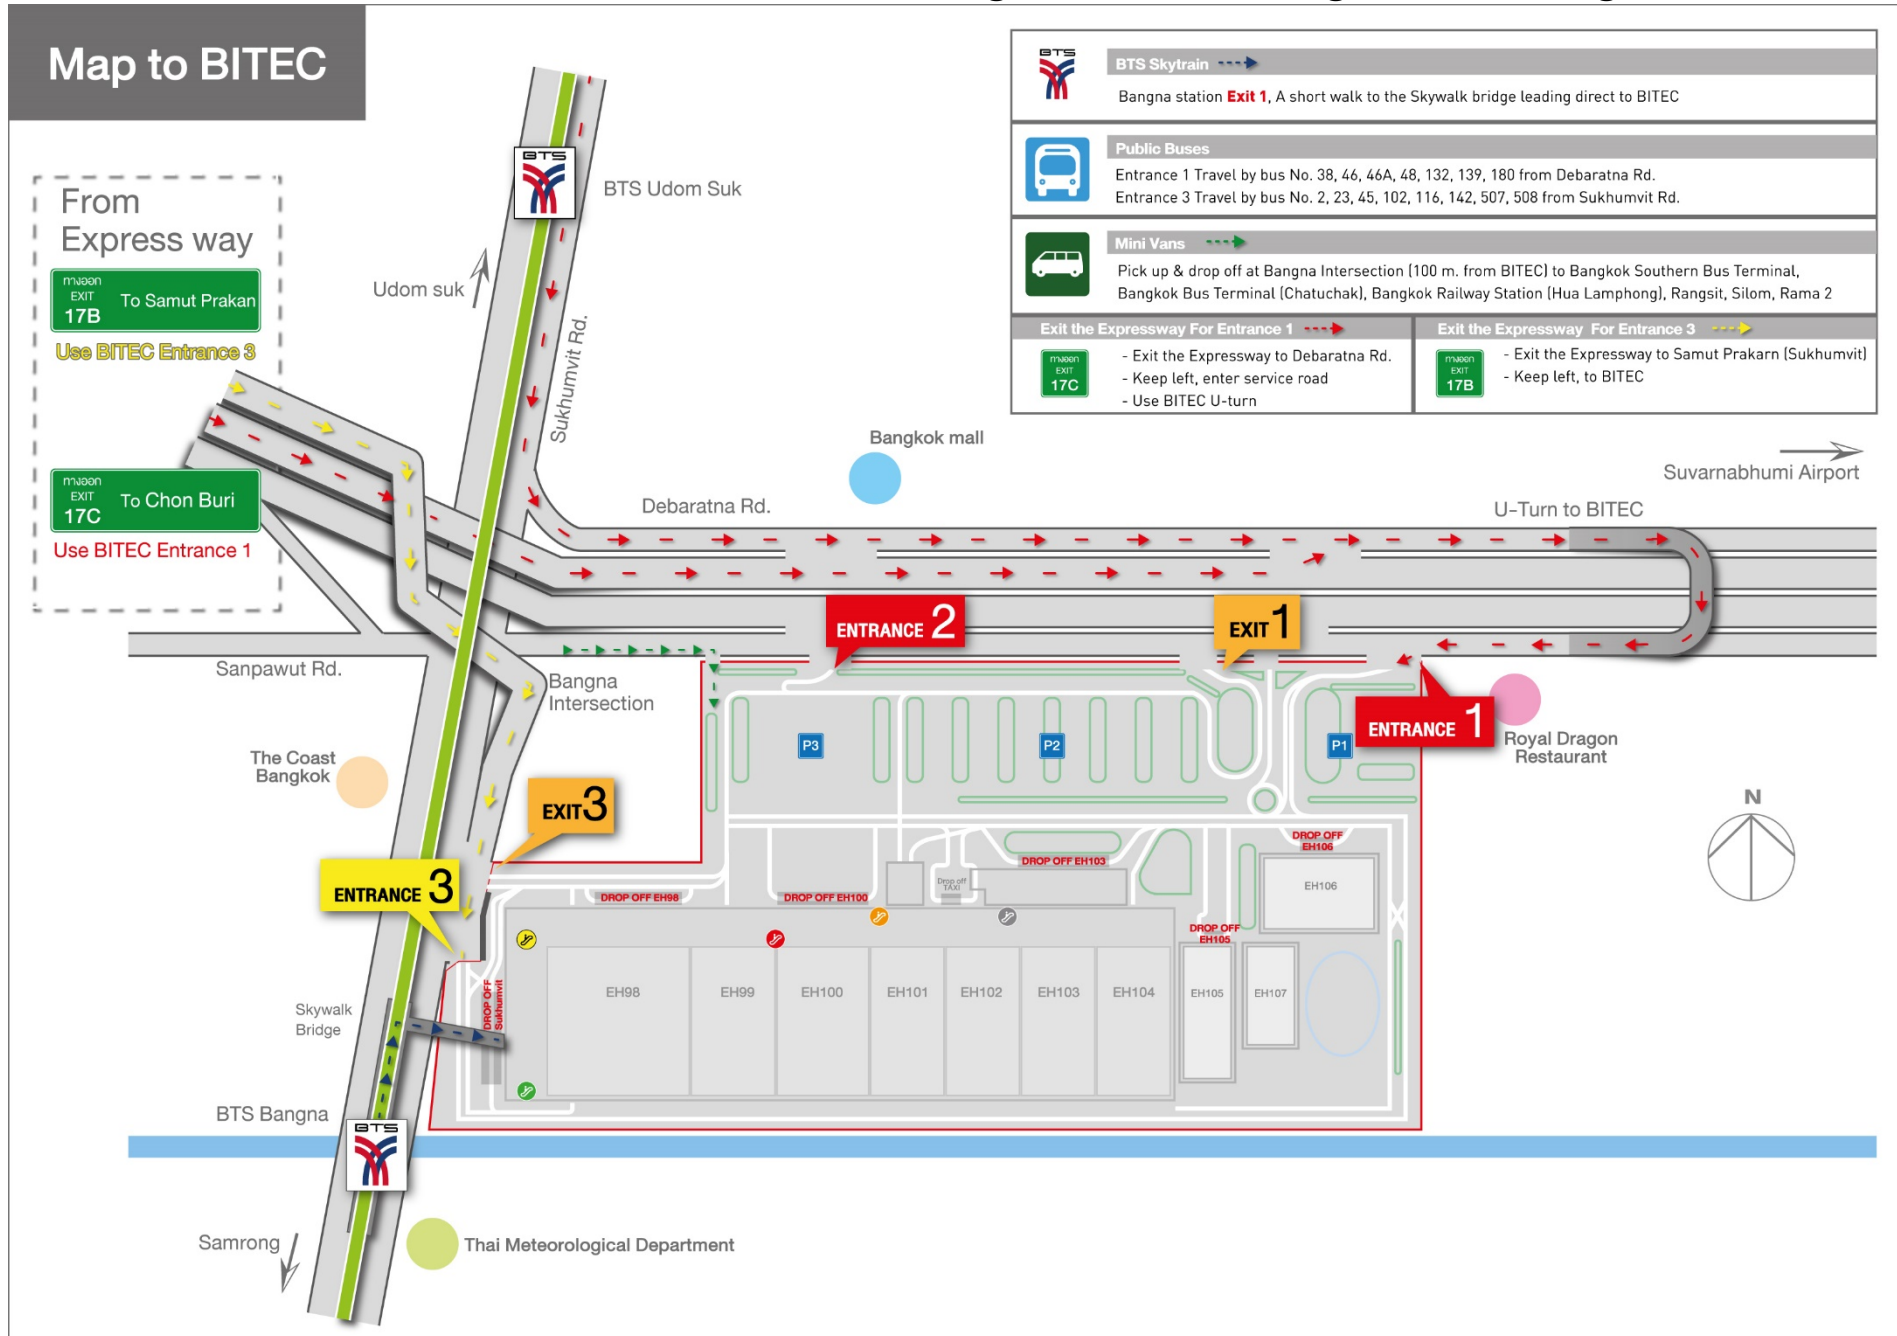 Map to BITEC
BTS
BTS Skytrain
Bangna station Exit 1, A short walk to the Skywalk bridge leading direct to BITEC
Public Buses
Entrance 1 Travel by bus No. 38, 46, 46A, 48, 132, 139, 180 from Debaratna Rd.
Entrance 3 Travel by bus No. 2, 23, 45, 102, 116, 142, 507, 508 from Sukhumvit Rd.
Mini Vans
Pick up & drop off at Bangna Intersection (100 m. from BITEC) to Bangkok Southern Bus Terminal,
Bangkok Bus Terminal (Chatuchak), Bangkok Railway Station (Hua Lamphong), Rangsit, Silom, Rama 2
Exit the Expressway For Entrance 1
ทางออก
EXIT
17C
- Exit the Expressway to Debaratna Rd.
- Keep left, enter service road
- Use BITEC U-turn
Exit the Expressway For Entrance 3
ทางออก
EXIT
17B
- Exit the Expressway to Samut Prakarn (Sukhumvit)
- Keep left, to BITEC
From
Express way
ทางออก
EXIT
17B
To Samut Prakan
Use BITEC Entrance 3
ทางออก
EXIT
17C
To Chon Buri
Use BITEC Entrance 1
BTS
BTS Udom Suk
Udom suk
Sukhumvit Rd.
Bangkok mall
Debaratna Rd.
Suvarnabhumi Airport
U-Turn to BITEC
ENTRANCE 2
EXIT 1
Sanpawut Rd.
Bangna
Intersection
ENTRANCE 1
Royal Dragon
Restaurant
P3
P2
P1
The Coast
Bangkok
EXIT 3
ENTRANCE 3
N
DROP OFF
EH106
DROP OFF EH103
DROP OFF EH98
DROP OFF EH100
Drop off
TAXI
EH106
DROP OFF
EH105
EH98
EH99
EH100
EH101
EH102
EH103
EH104
EH105
EH107
DROP OFF
Sukhumvit
Skywalk
Bridge
BTS Bangna
BTS
Samrong
Thai Meteorological Department